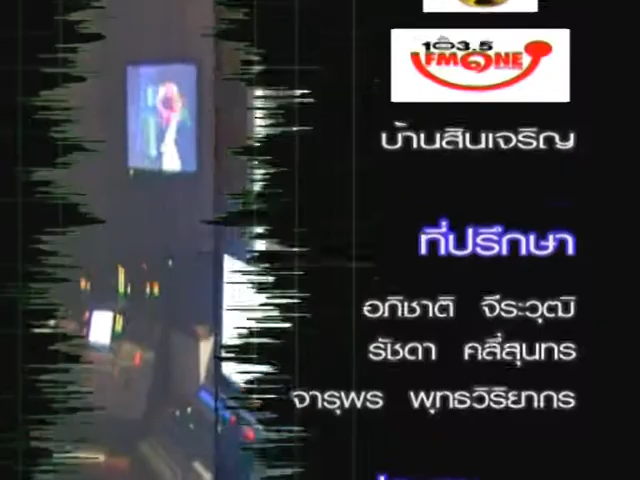 103.5
FMONE
บ้านสินเจริญ
ที่ปรึกษา
อภิชาติ จีระวุฒิ
รัชดา คลี่สุนทร
จารุพร พุทธวิริยากร